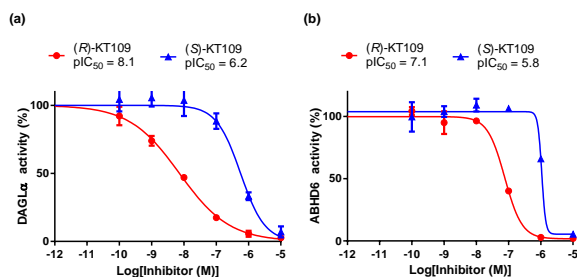 (a)
(R)-KT109
pIC50 = 8.1
(S)-KT109
pIC50 = 6.2
DAGLα activity (%)
100
50
0
-12 -11 -10 -9 -8 -7 -6 -5
Log[Inhibitor (M)]
(b)
(R)-KT109
pIC50 = 7.1
(S)-KT109
pIC50 = 5.8
ABHD6 activity (%)
100
50
0
-12 -11 -10 -9 -8 -7 -6 -5
Log[Inhibitor (M)]